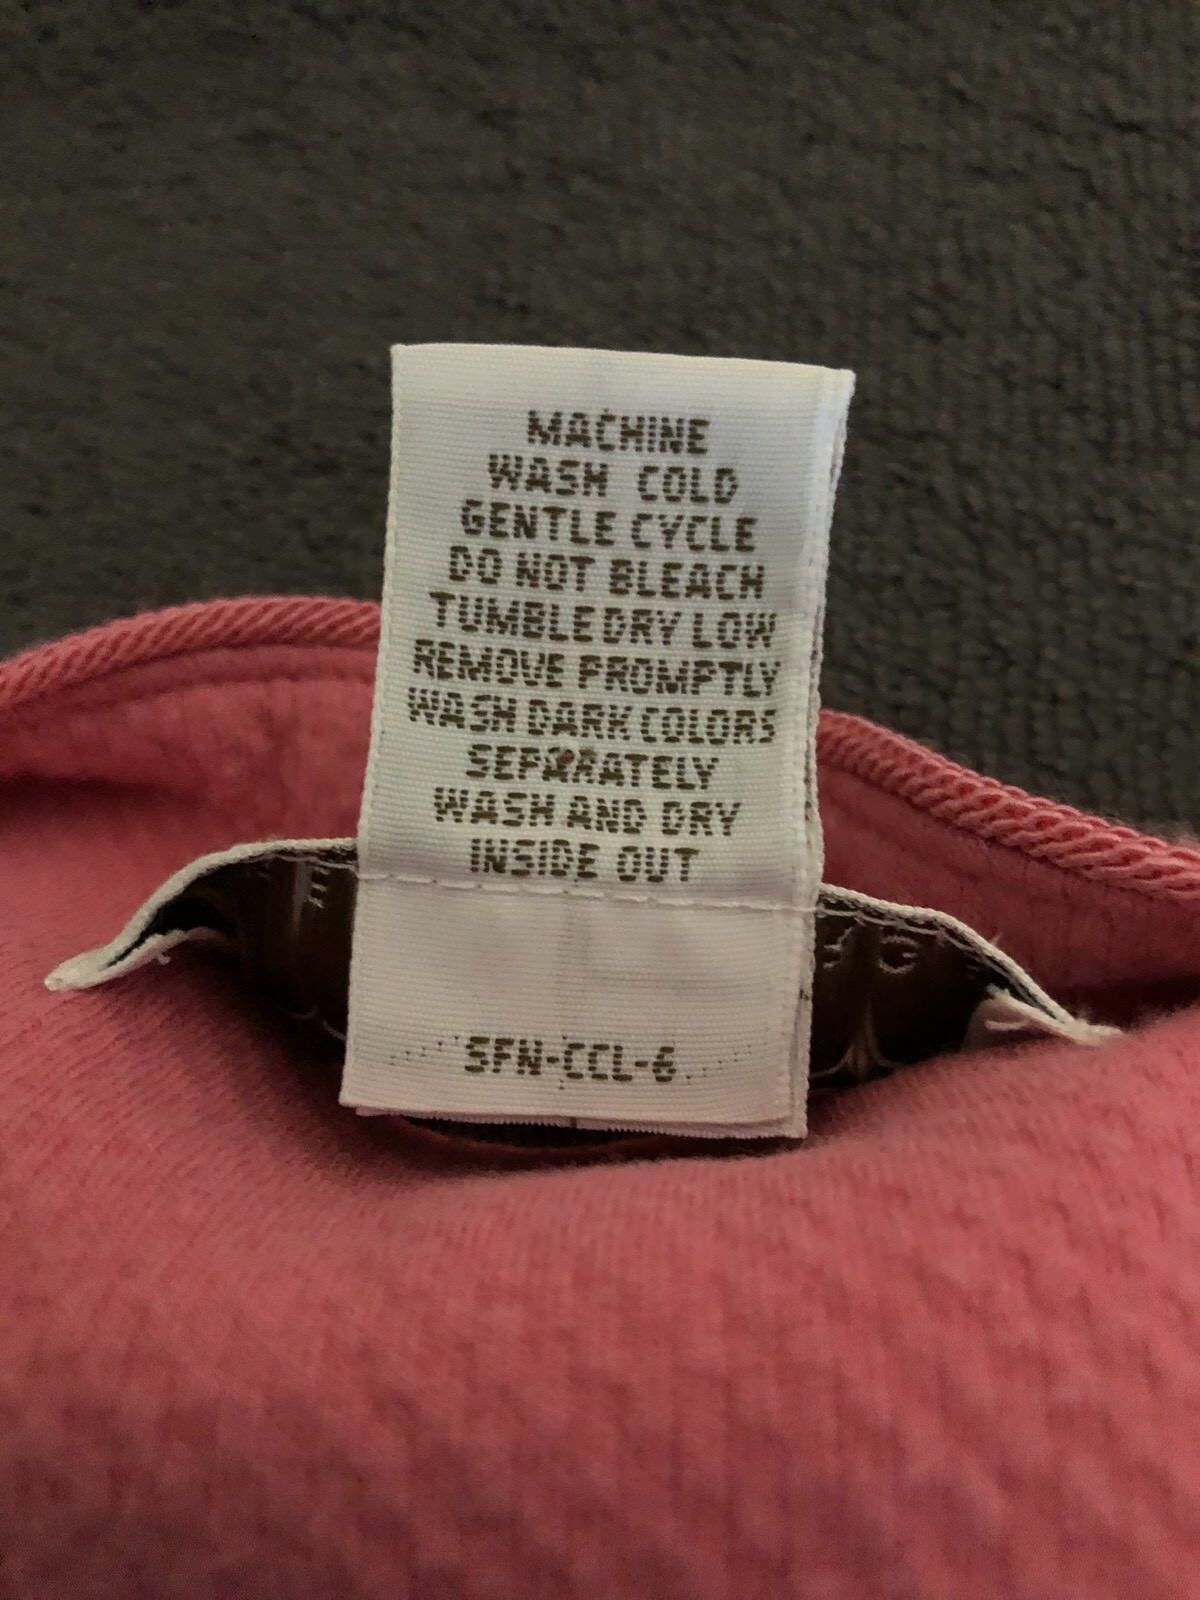 MACHINE
WASH COLD
GENTLE CYCLE
DO NOT BLEACH
TUMBLE DRY LOW
REMOVE PROMPTLY
WASH DARK COLORS
SEPARATELY
WASH AND DRY
INSIDE OUT
SFN-CCL-6